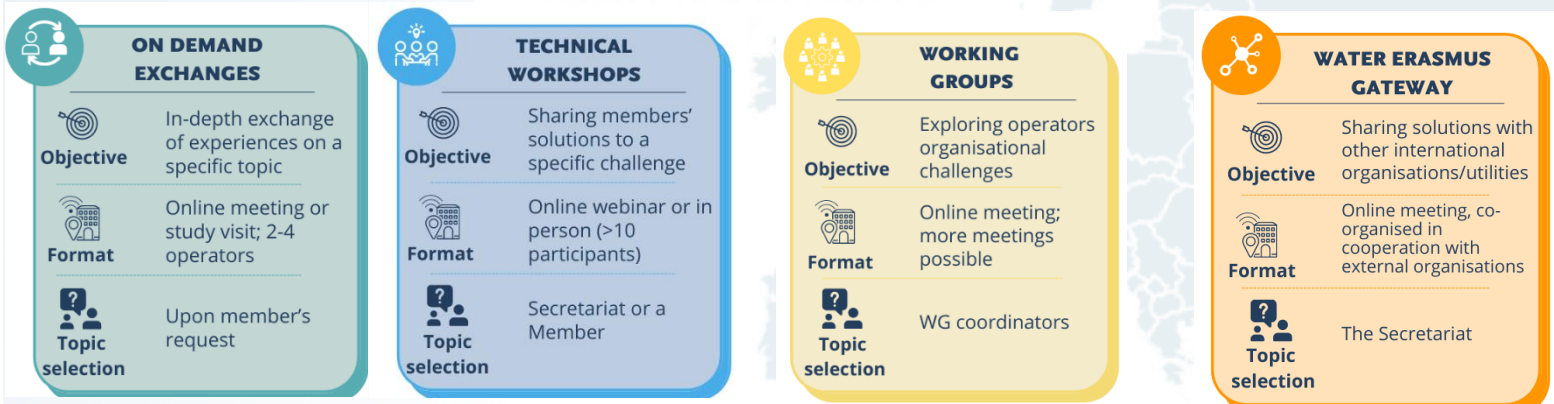 ON DEMAND
EXCHANGES
Objective
In-depth exchange
of experiences on a
specific topic
Format
Online meeting or
study visit; 2-4
operators
Topic
selection
Upon member's
request
TECHNICAL
WORKSHOPS
Objective
Sharing members'
solutions to a
specific challenge
Format
Online webinar or in
person (>10
participants)
Topic
selection
Secretariat or a
Member
WORKING
GROUPS
Objective
Exploring operators
organisational
challenges
Format
Online meeting;
more meetings
possible
Topic
selection
WG coordinators
WATER ERASMUS
GATEWAY
Objective
Sharing solutions with
other international
organisations/utilities
Format
Online meeting, co-
organised in
cooperation with
external organisations
Topic
selection
The Secretariat